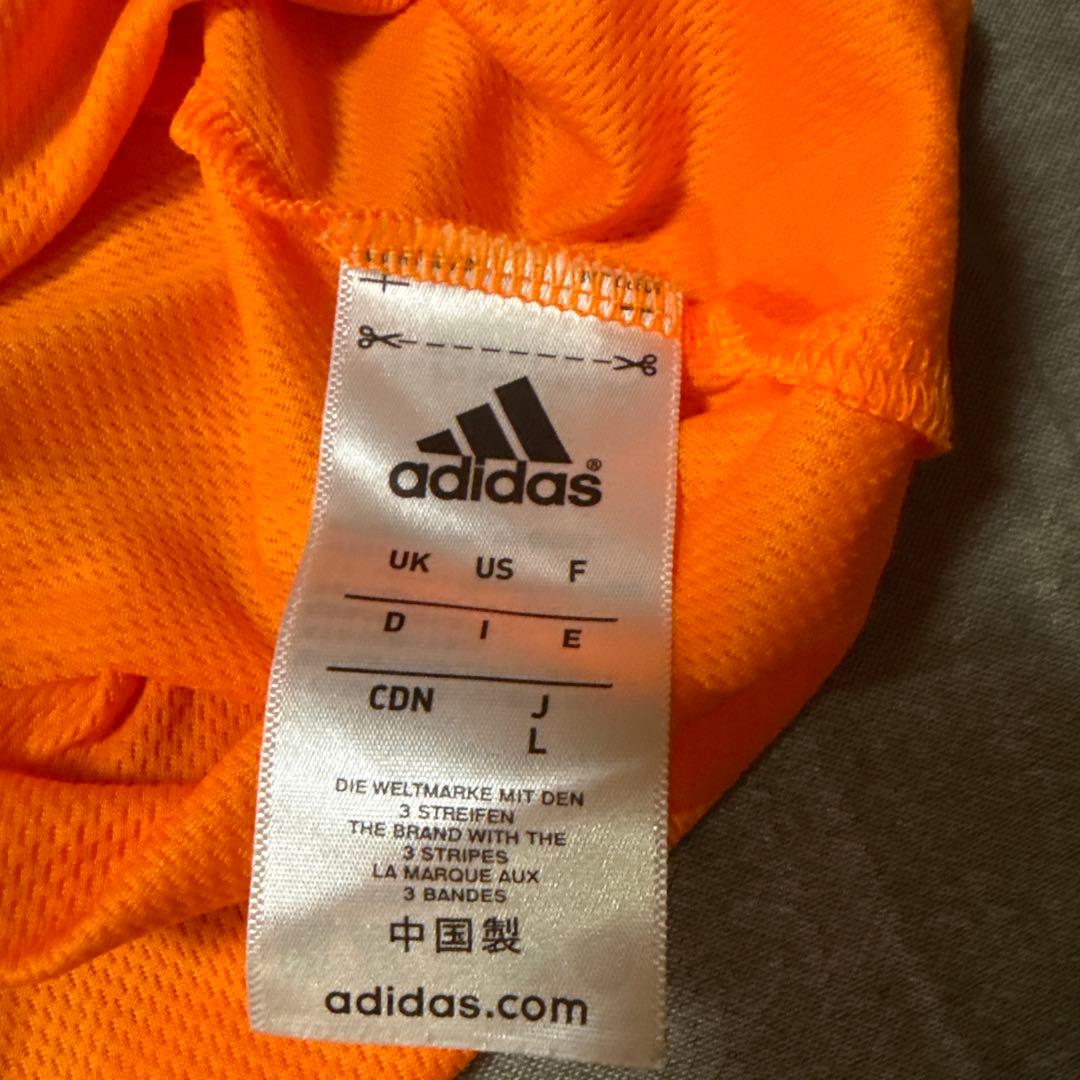 adidas®
UK US F
D I E
CDN J
L
DIE WELTMARKE MIT DEN
3 STREIFEN
THE BRAND WITH THE
3 STRIPES
LA MARQUE AUX
3 BANDES
中国製
adidas.com